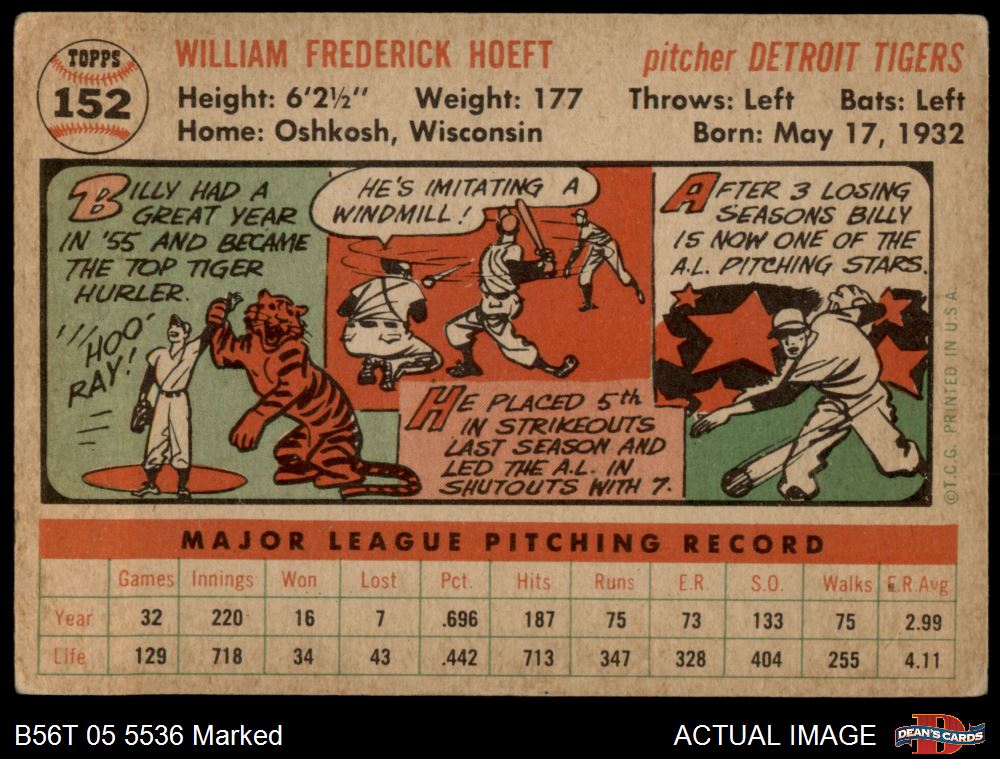 TOPPS
152
WILLIAM FREDERICK HOEFT
pitcher DETROIT TIGERS
Height: 6'2½" Weight: 177 Throws: Left Bats: Left
Home: Oshkosh, Wisconsin Born: May 17, 1932
BILLY HAD A
GREAT YEAR
IN '55 AND BECAME
THE TOP TIGER
HURLER.
HOO
RAY!
HE'S IMITATING A
WINDMILL!
HE PLACED 5th
IN STRIKEOUTS
LAST SEASON AND
LED THE A.L. IN
SHUTOUTS WITH 7.
AFTER 3 LOSING
SEASONS BILLY
IS NOW ONE OF THE
A.L. PITCHING STARS.
©T.C.G. PRINTED IN U.S.A.
MAJOR LEAGUE PITCHING RECORD
Games Innings Won Lost Pct. Hits Runs E.R. S.O. Walks E.R.Avg.
Year 32 220 16 7 .696 187 75 73 133 75 2.99
Life 129 718 34 43 .442 713 347 328 404 255 4.11
B56T 05 5536 Marked
ACTUAL IMAGE
D
DEAN'S CARDS